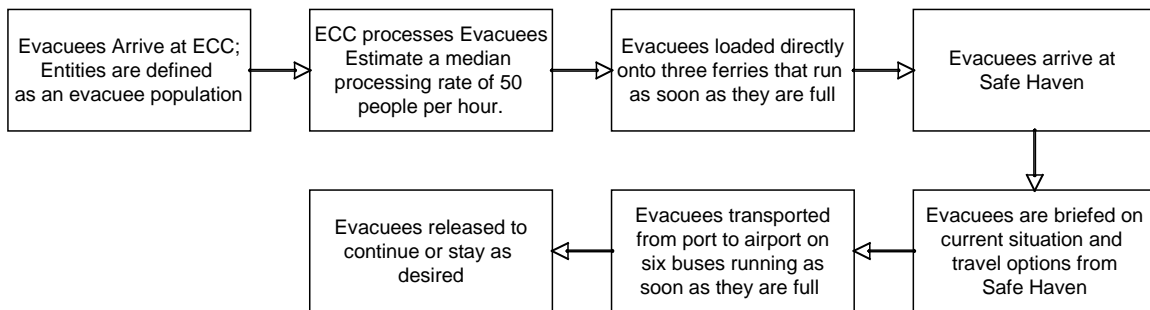 Evacuees Arrive at ECC;
Entities are defined
as an evacuee population
ECC processes Evacuees
Estimate a median
processing rate of 50
people per hour.
Evacuees loaded directly
onto three ferries that run
as soon as they are full
Evacuees arrive at
Safe Haven
Evacuees are briefed on
current situation and
travel options from
Safe Haven
Evacuees transported
from port to airport on
six buses running as
soon as they are full
Evacuees released to
continue or stay as
desired